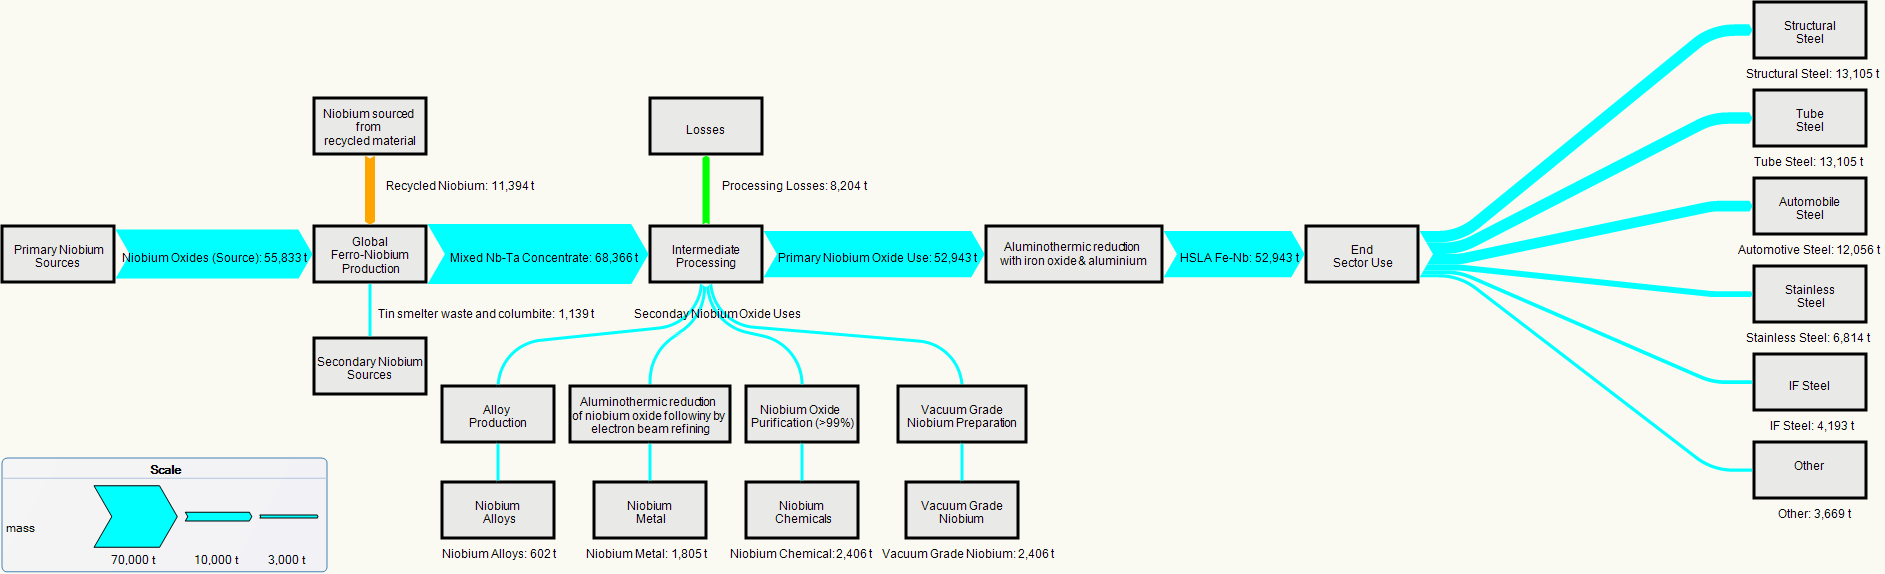 Structural
Steel
Structural Steel: 13,105 t
Tube
Steel
Tube Steel: 13,105 t
Niobium sourced
from
recycled material
Losses
Recycled Niobium: 11,394 t
Processing Losses: 8,204 t
Automobile
Steel
Automotive Steel: 12,056 t
Primary Niobium
Sources
Niobium Oxides (Source): 55,833 t
Global
Ferro-Niobium
Production
Mixed Nb-Ta Concentrate: 68,366 t
Intermediate
Processing
Primary Niobium Oxide Use: 52,943 t
Aluminothermic reduction
with iron oxide & aluminium
HSLA Fe-Nb: 52,943 t
End
Sector Use
Stainless
Steel
Stainless Steel: 6,814 t
Tin smelter waste and columbite: 1,139 t
Seconday Niobium Oxide Uses
Secondary Niobium
Sources
IF Steel
IF Steel: 4,193 t
Alloy
Production
Aluminothermic reduction
of niobium oxide followiny by
electron beam refining
Niobium Oxide
Purification (>99%)
Vacuum Grade
Niobium Preparation
Other
Other: 3,669 t
Niobium
Alloys
Niobium Alloys: 602 t
Niobium
Metal
Niobium Metal: 1,805 t
Niobium
Chemicals
Niobium Chemical: 2,406 t
Vacuum Grade
Niobium
Vacuum Grade Niobium: 2,406 t
Scale
mass
70,000 t
10,000 t
3,000 t